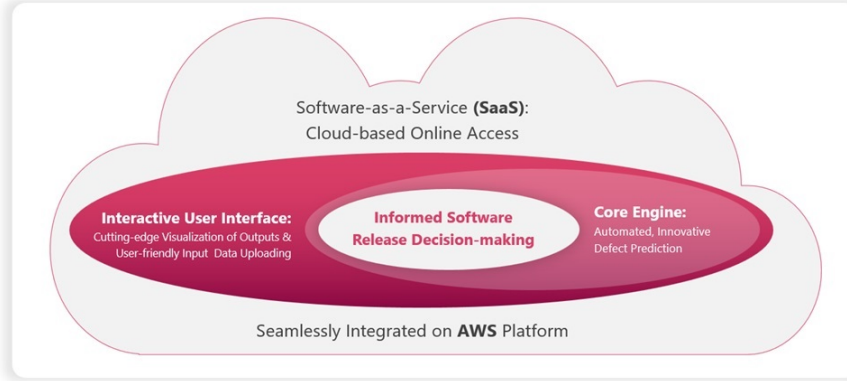 Software-as-a-Service (SaaS):
Cloud-based Online Access
Interactive User Interface:
Cutting-edge Visualization of Outputs &
User-friendly Input Data Uploading
Informed Software
Release Decision-making
Core Engine:
Automated, Innovative
Defect Prediction
Seamlessly Integrated on AWS Platform